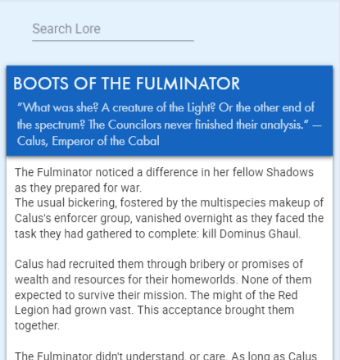 Search Lore
BOOTS OF THE FULMINATOR
"What was she? A creature of the Light? Or the other end of
the spectrum? The Councilors never finished their analysis." —
Calus, Emperor of the Cabal
The Fulminator noticed a difference in her fellow Shadows
as they prepared for war.
The usual bickering, fostered by the multispecies makeup of
Calus's enforcer group, vanished overnight as they faced the
task they had gathered to complete: kill Dominus Ghaul.
Calus had recruited them through bribery or promises of
wealth and resources for their homeworlds. None of them
expected to survive their mission. The might of the Red
Legion had grown vast. This acceptance brought them
together.
The Fulminator didn't understand, or care. As long as Calus